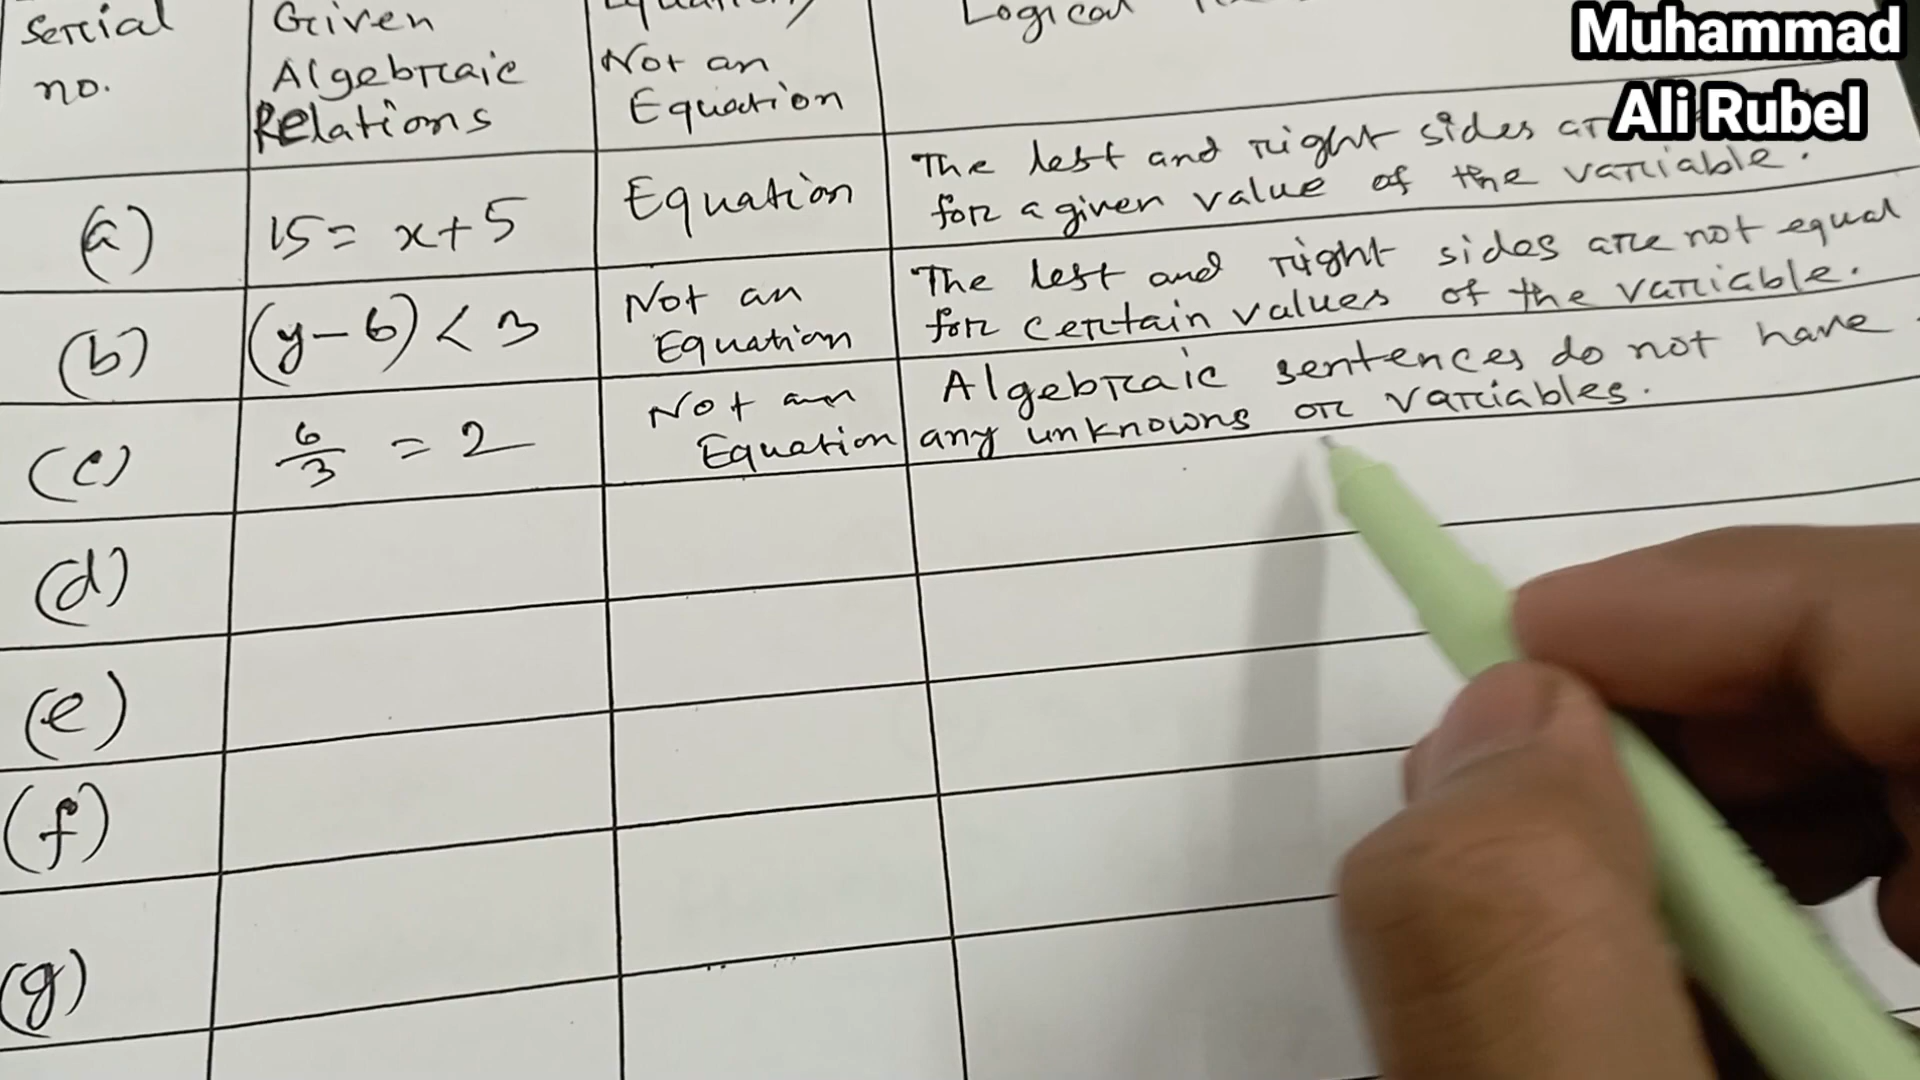 Muhammad
Ali Rubel
Serial
no.
Given
Algebraic
Relations
Not an
Equation
Logical
(a)
15 = x+5
Equation
The lest and right sides
for a given value of the variable.
(b)
(y-6) < 3
Not an
Equation
The lest and right sides are not equal
for certain values of the variable.
(c)
6/3 = 2
Not an
Equation
Algebraic sentences do not have
any unknowns or variables.
(d)
(e)
(f)
(g)